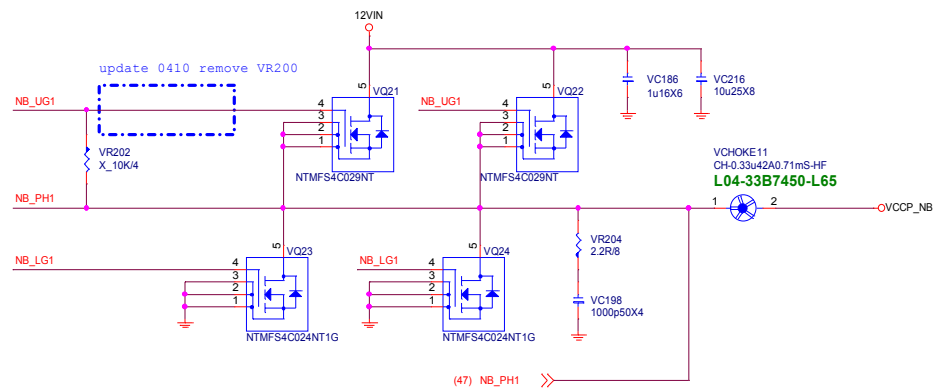 12VIN
update 0410 remove VR200
NB_UG1
VR202
X_10K/4
5
VQ21
4
3
2
1
NTMFS4C029NT
NB_UG1
5
VQ22
4
3
2
1
NTMFS4C029NT
VC186
1u16X6
VC216
10u25X8
VCHOKE11
CH-0.33u42A0.71mS-HF
L04-33B7450-L65
1
2
VCCP_NB
NB_PH1
NB_LG1
5
VQ23
4
3
2
1
NTMFS4C024NT1G
NB_LG1
5
VQ24
4
3
2
1
NTMFS4C024NT1G
VR204
2.2R/8
VC198
1000p50X4
(47) NB_PH1